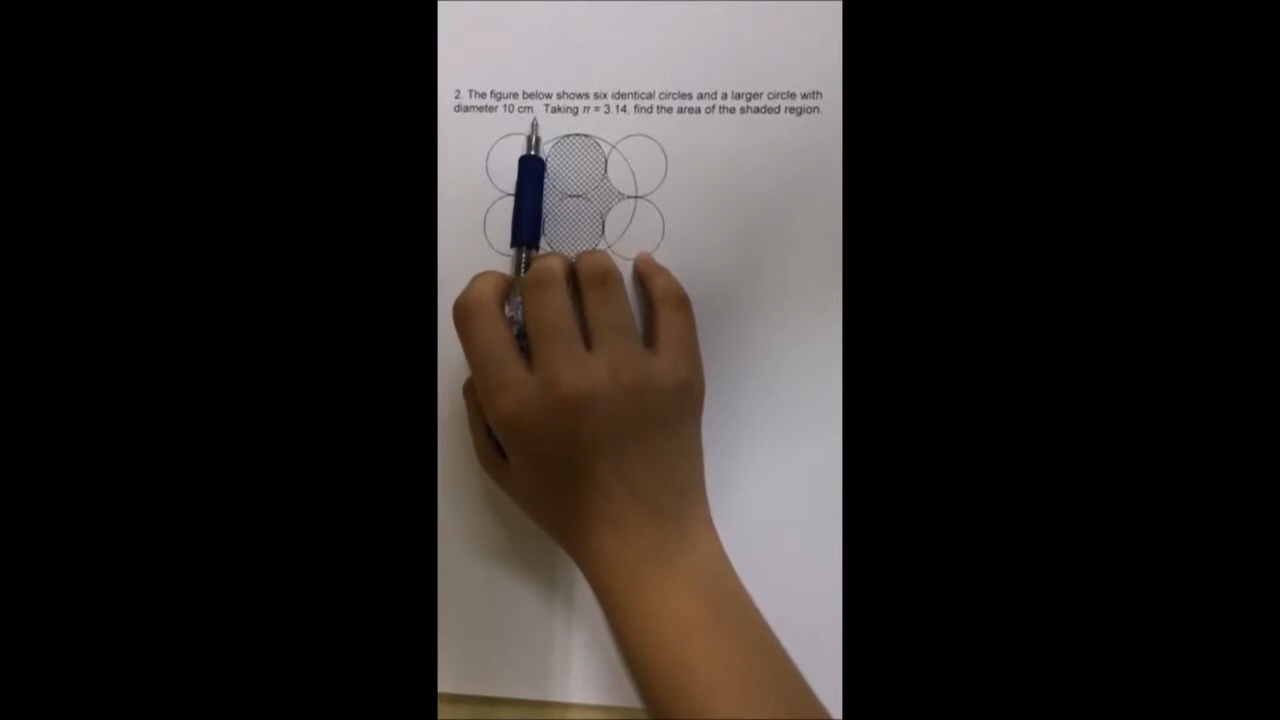 2. The figure below shows six identical circles and a larger circle with
diameter 10 cm. Taking π = 3.14, find the area of the shaded region.